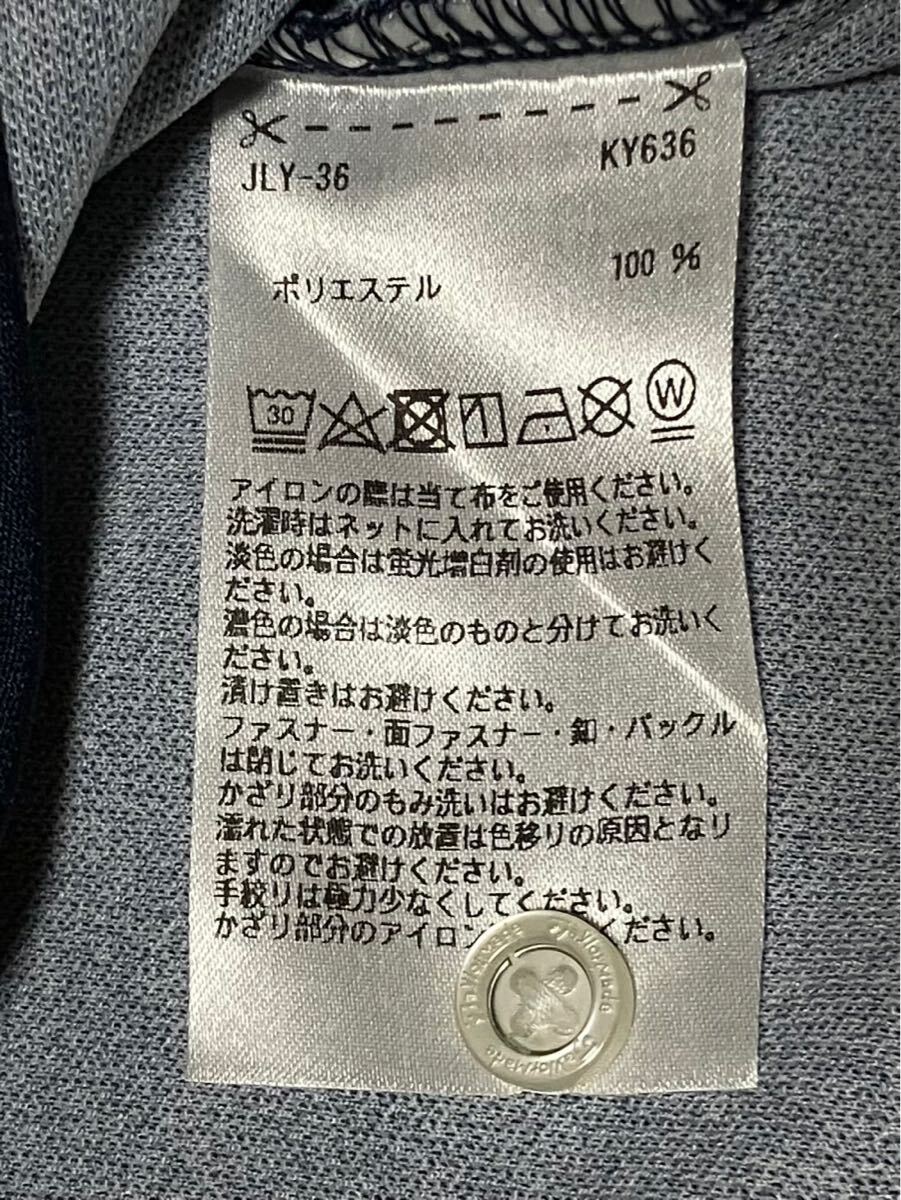 JLY-36 KY636
ポリエステル 100 %
30 W
アイロンの際は当て布をご使用ください。
洗濯時はネットに入れてお洗いください。
淡色の場合は蛍光増白剤の使用はお避けく
ださい。
濃色の場合は淡色のものと分けてお洗いく
ださい。
漬け置きはお避けください。
ファスナー・面ファスナー・釦・バックル
は閉じてお洗いください。
かざり部分のもみ洗いはお避けください。
濡れた状態での放置は色移りの原因となり
ますのでお避けください。
手絞りは極力少なくしてください。
かざり部分のアイロン ください。
TaylorMade TaylorMade TaylorMade